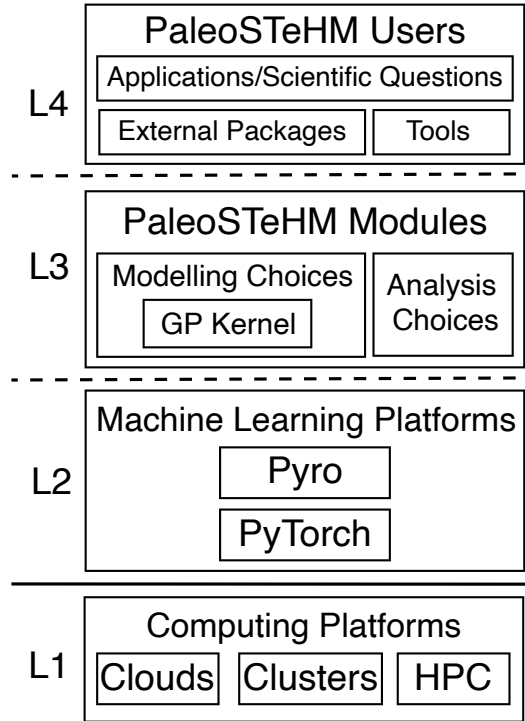 PaleoSTeHM Users
Applications/Scientific Questions
L4
External Packages
Tools
PaleoSTeHM Modules
L3
Modelling Choices
GP Kernel
Analysis
Choices
Machine Learning Platforms
Pyro
L2
PyTorch
Computing Platforms
L1
Clouds
Clusters
HPC